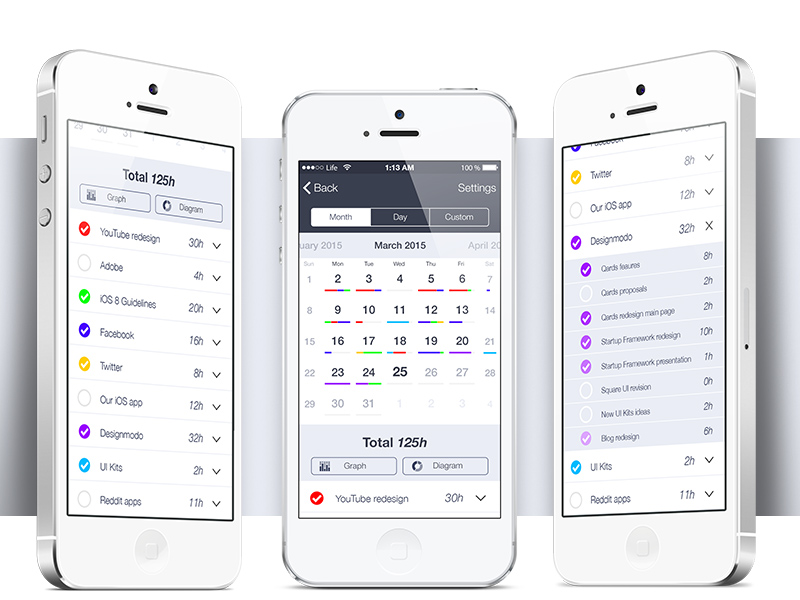 29 30 31
Total 125h
Graph
Diagram
YouTube redesign 30h
Adobe 4h
iOS 8 Guidelines 20h
Facebook 16h
Twitter 8h
Our iOS app 12h
Designmodo 32h
UI Kits 2h
Reddit apps 11h
Life 1:13 AM 100 %
Back Settings
Month Day Custom
uary 2015 March 2015 April 20
Sun Mon Tue Wed Thu Fri Sat
1 2 3 4 5 6 7
8 9 10 11 12 13 14
15 16 17 18 19 20 21
22 23 24 25 26 27 28
29 30 31 1 2 3 4
Total 125h
Graph Diagram
YouTube redesign 30h
Facebook
Twitter 8h
Our iOS app 12h
Designmodo 32h
Qards feaures 8h
Qards proposals 2h
Qards redesign main page 2h
Startup Framework redesign 10h
Startup Framework presentation 1h
Square UI revision 0h
New UI Kits ideas 2h
Blog redesign 6h
UI Kits 2h
Reddit apps 11h